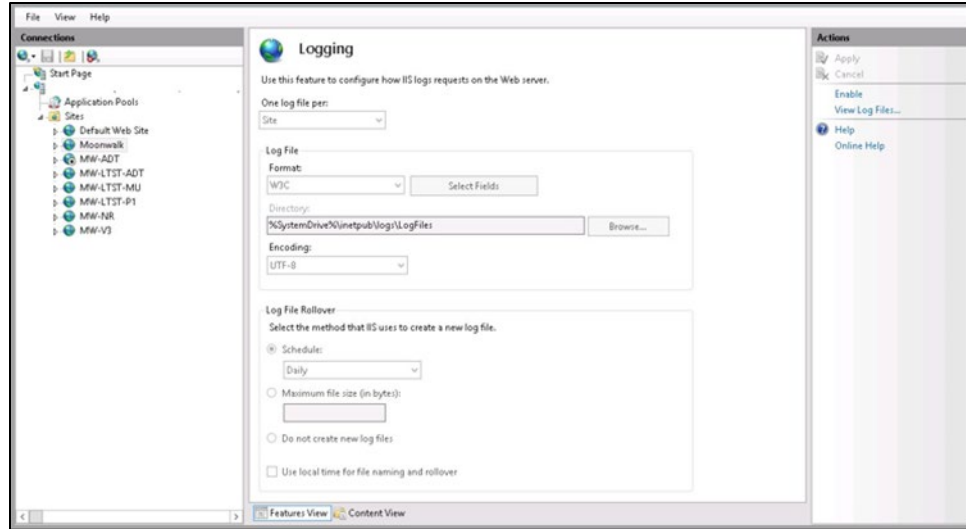 File View Help
Connections
Start Page
Application Pools
Sites
Default Web Site
Moonwalk
MW-ADT
MW-LTST-ADT
MW-LTST-MU
MW-LTST-P1
MW-NR
MW-V3
Logging
Use this feature to configure how IIS logs requests on the Web server.
One log file per:
Site
Log File
Format:
W3C
Select Fields
Directory:
%SystemDrive%\inetpub\logs\LogFiles
Browse...
Encoding:
UTF-8
Log File Rollover
Select the method that IIS uses to create a new log file.
Schedule:
Daily
Maximum file size (in bytes):
Do not create new log files
Use local time for file naming and rollover
Features View Content View
Actions
Apply
Cancel
Enable
View Log Files...
Help
Online Help